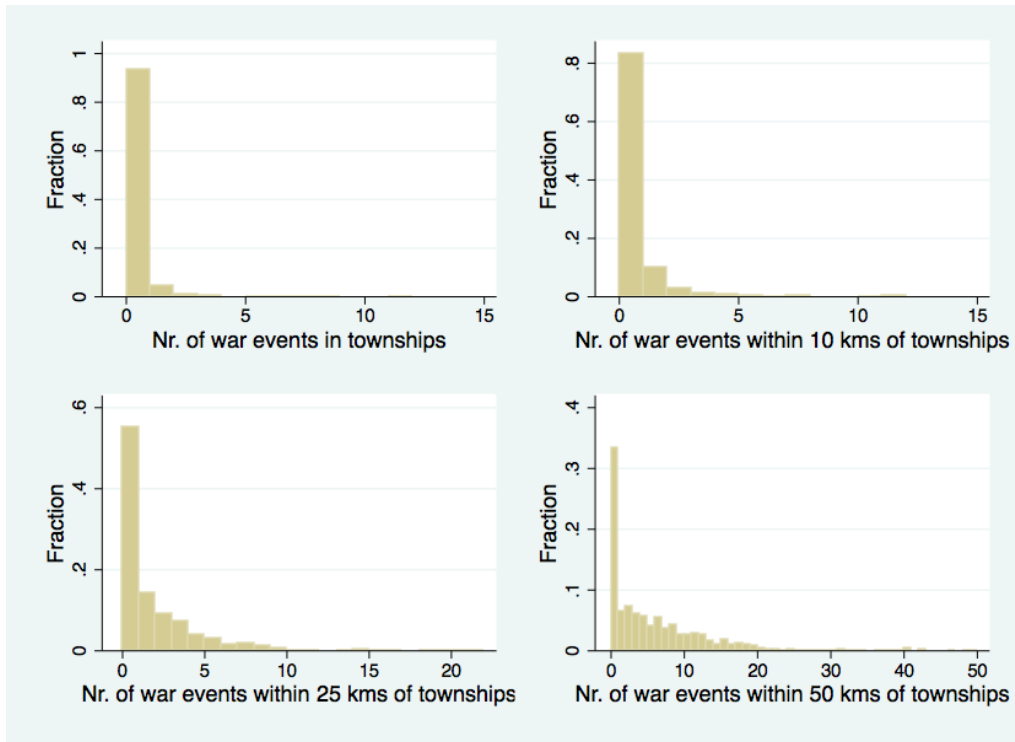 Fraction
0 .2 .4 .6 .8 1
0 5 10 15
Nr. of war events in townships
Fraction
0 .2 .4 .6 .8
0 5 10 15
Nr. of war events within 10 kms of townships
Fraction
0 .2 .4 .6
0 5 10 15 20
Nr. of war events within 25 kms of townships
Fraction
0 .1 .2 .3 .4
0 10 20 30 40 50
Nr. of war events within 50 kms of townships